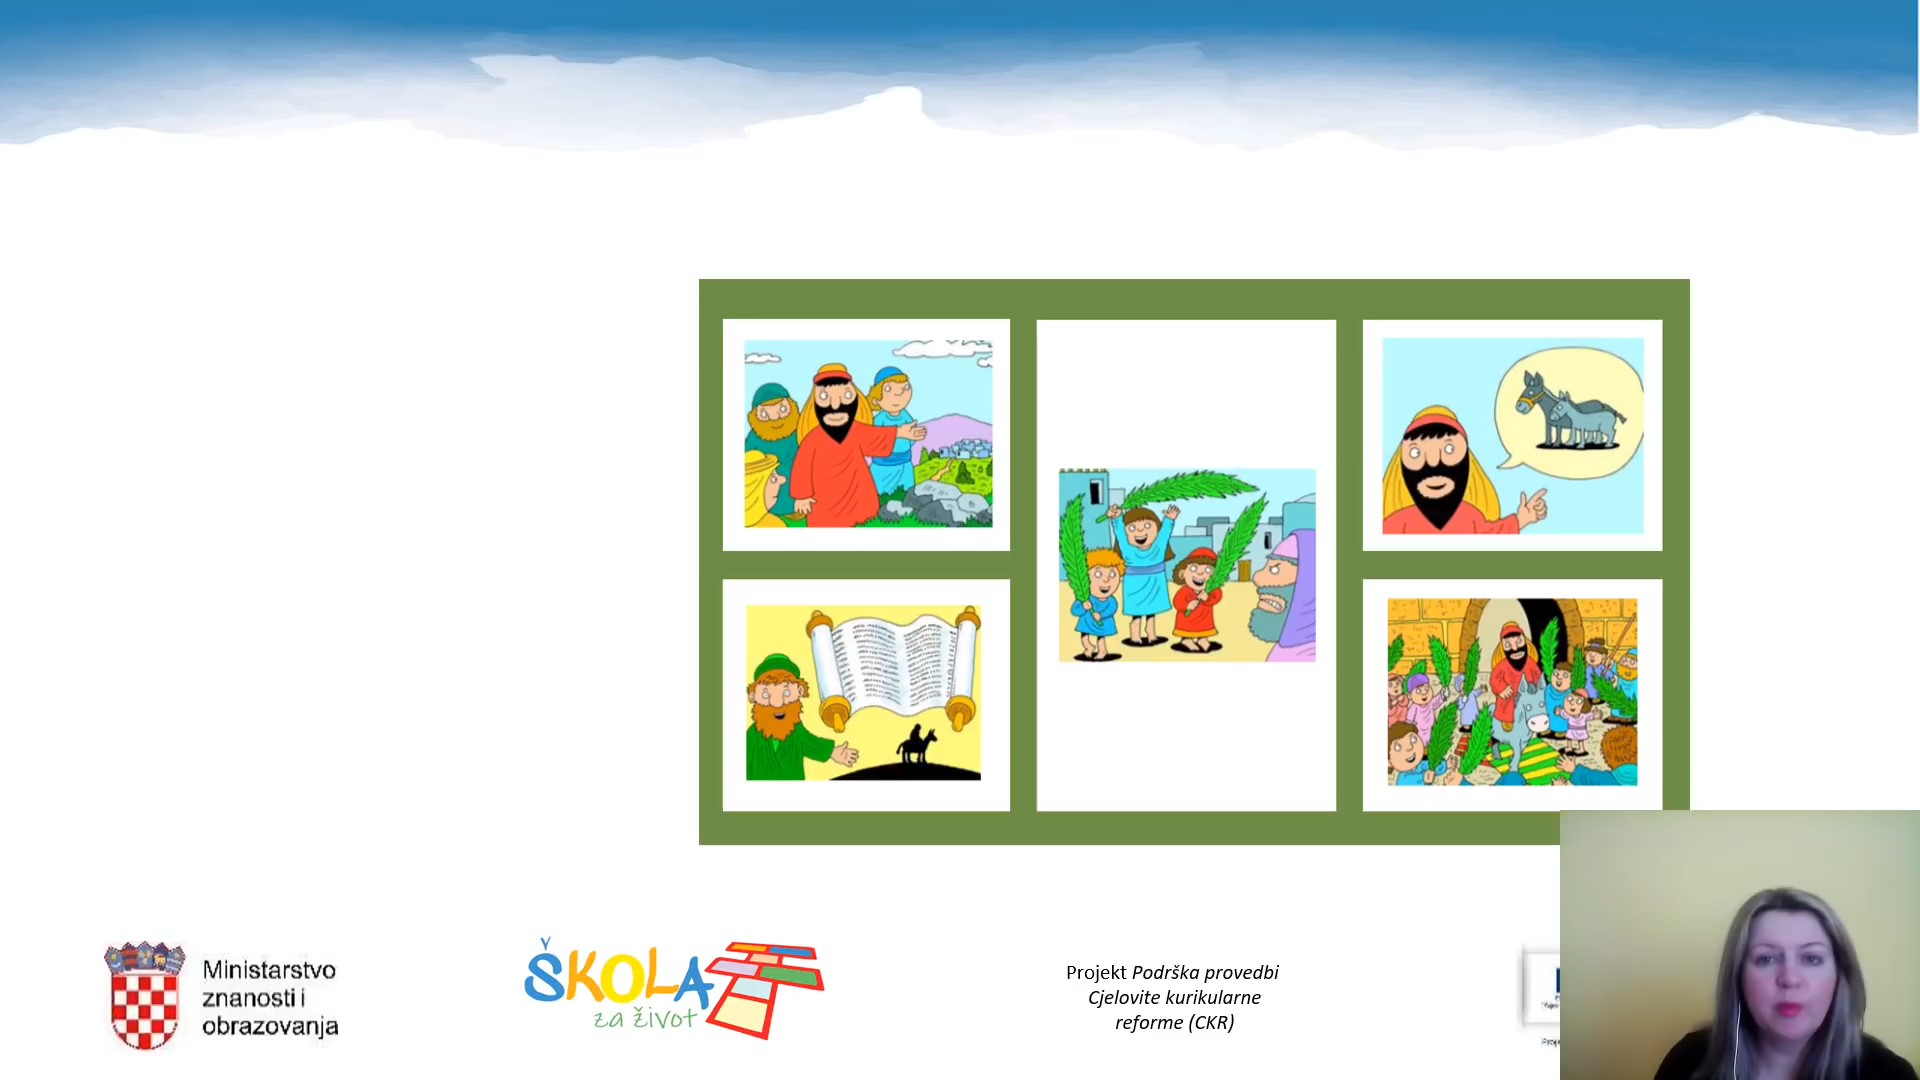 Ministarstvo
znanosti i
obrazovanja
ŠKOLA
za život
Projekt Podrška provedbi
Cjelovite kurikularne
reforme (CKR)